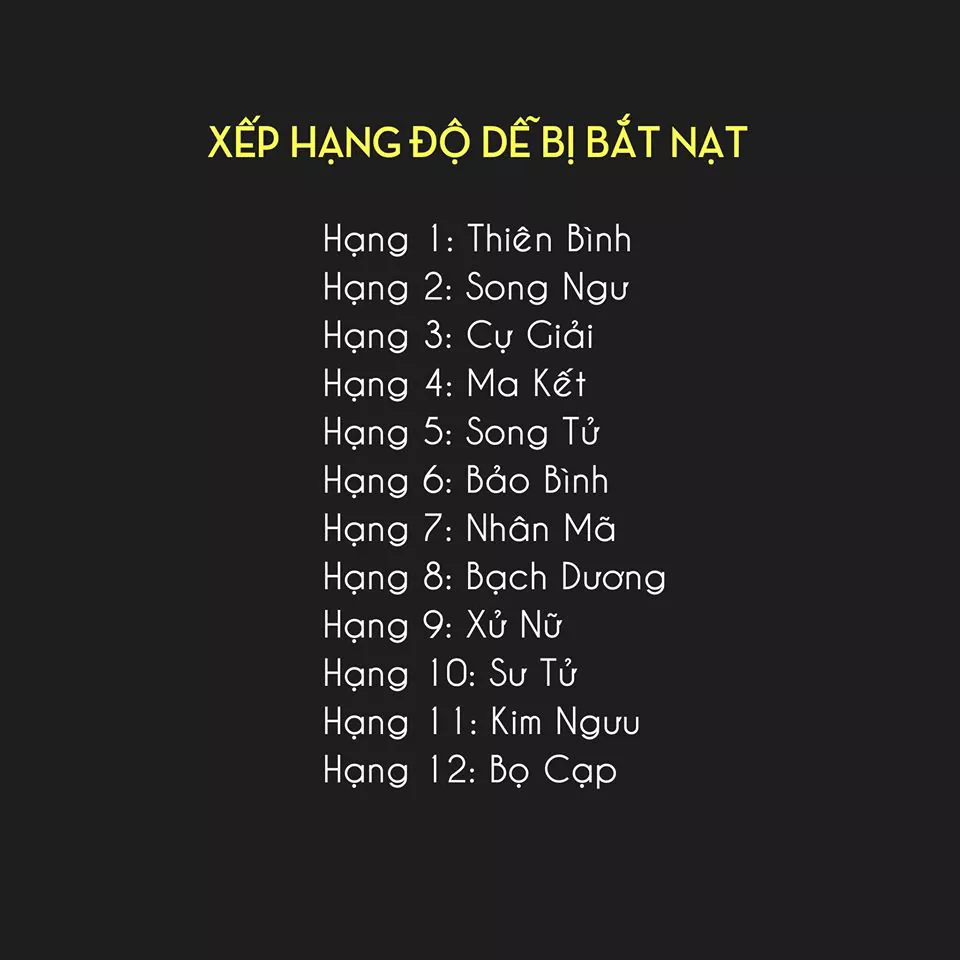 XẾP HẠNG ĐỘ DỄ BỊ BẮT NẠT
Hạng 1: Thiên Bình
Hạng 2: Song Ngư
Hạng 3: Cự Giải
Hạng 4: Ma Kết
Hạng 5: Song Tử
Hạng 6: Bảo Bình
Hạng 7: Nhân Mã
Hạng 8: Bạch Dương
Hạng 9: Xử Nữ
Hạng 10: Sư Tử
Hạng 11: Kim Ngưu
Hạng 12: Bọ Cạp